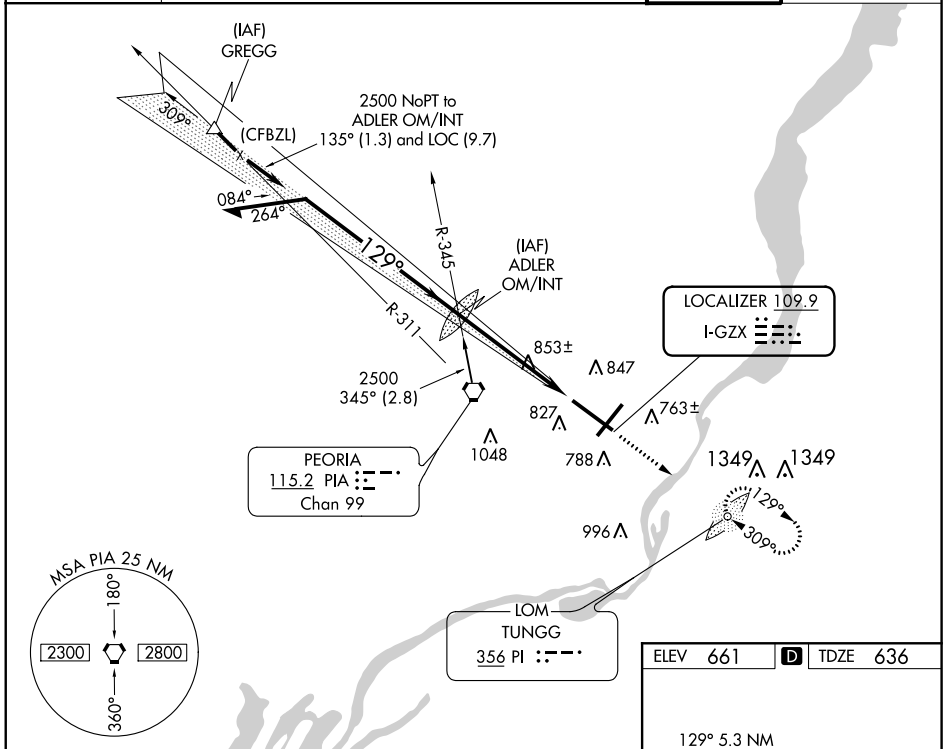 (IAF)
GREGG
2500 NoPT to
ADLER OM/INT
135° (1.3) and LOC (9.7)
(CFBZL)
309°
084°
264°
129°
R-345
(IAF)
ADLER
OM/INT
R-311
LOCALIZER 109.9
I-GZX
853±
847
2500
345° (2.8)
827
763±
1048
788
PEORIA
115.2 PIA
Chan 99
1349
1349
129°
309°
996
MSA PIA 25 NM
180°
2300
2800
360°
LOM
TUNGG
356 PI
ELEV 661
D
TDZE 636
129° 5.3 NM